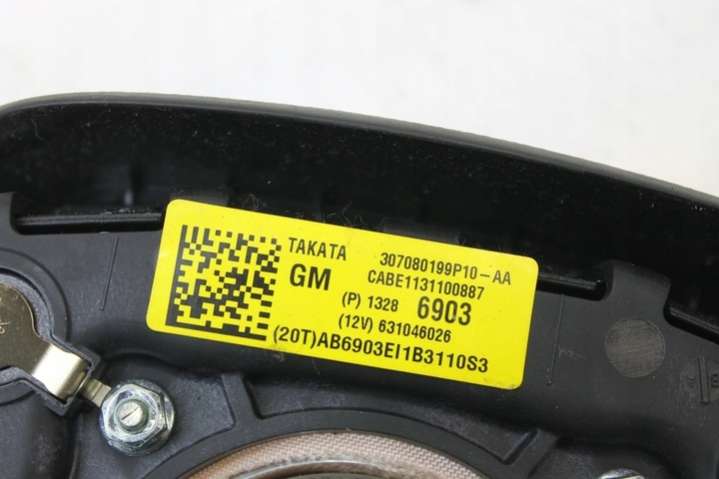 TAKATA 307080199P10-AA
GM CABE1131100887
(P) 1328 6903
(12V) 631046026
(20T)AB6903EI1B3110S3